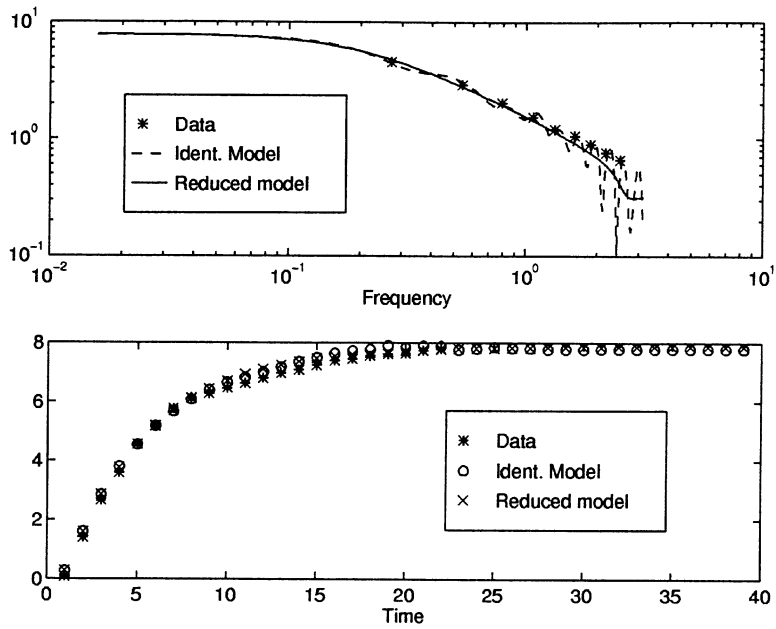 10^1
10^0
10^-1
* Data
Ident. Model
Reduced model
10^-2 10^-1 10^0 10^1
Frequency
8
6
4
2
0
* Data
o Ident. Model
× Reduced model
0 5 10 15 20 25 30 35 40
Time